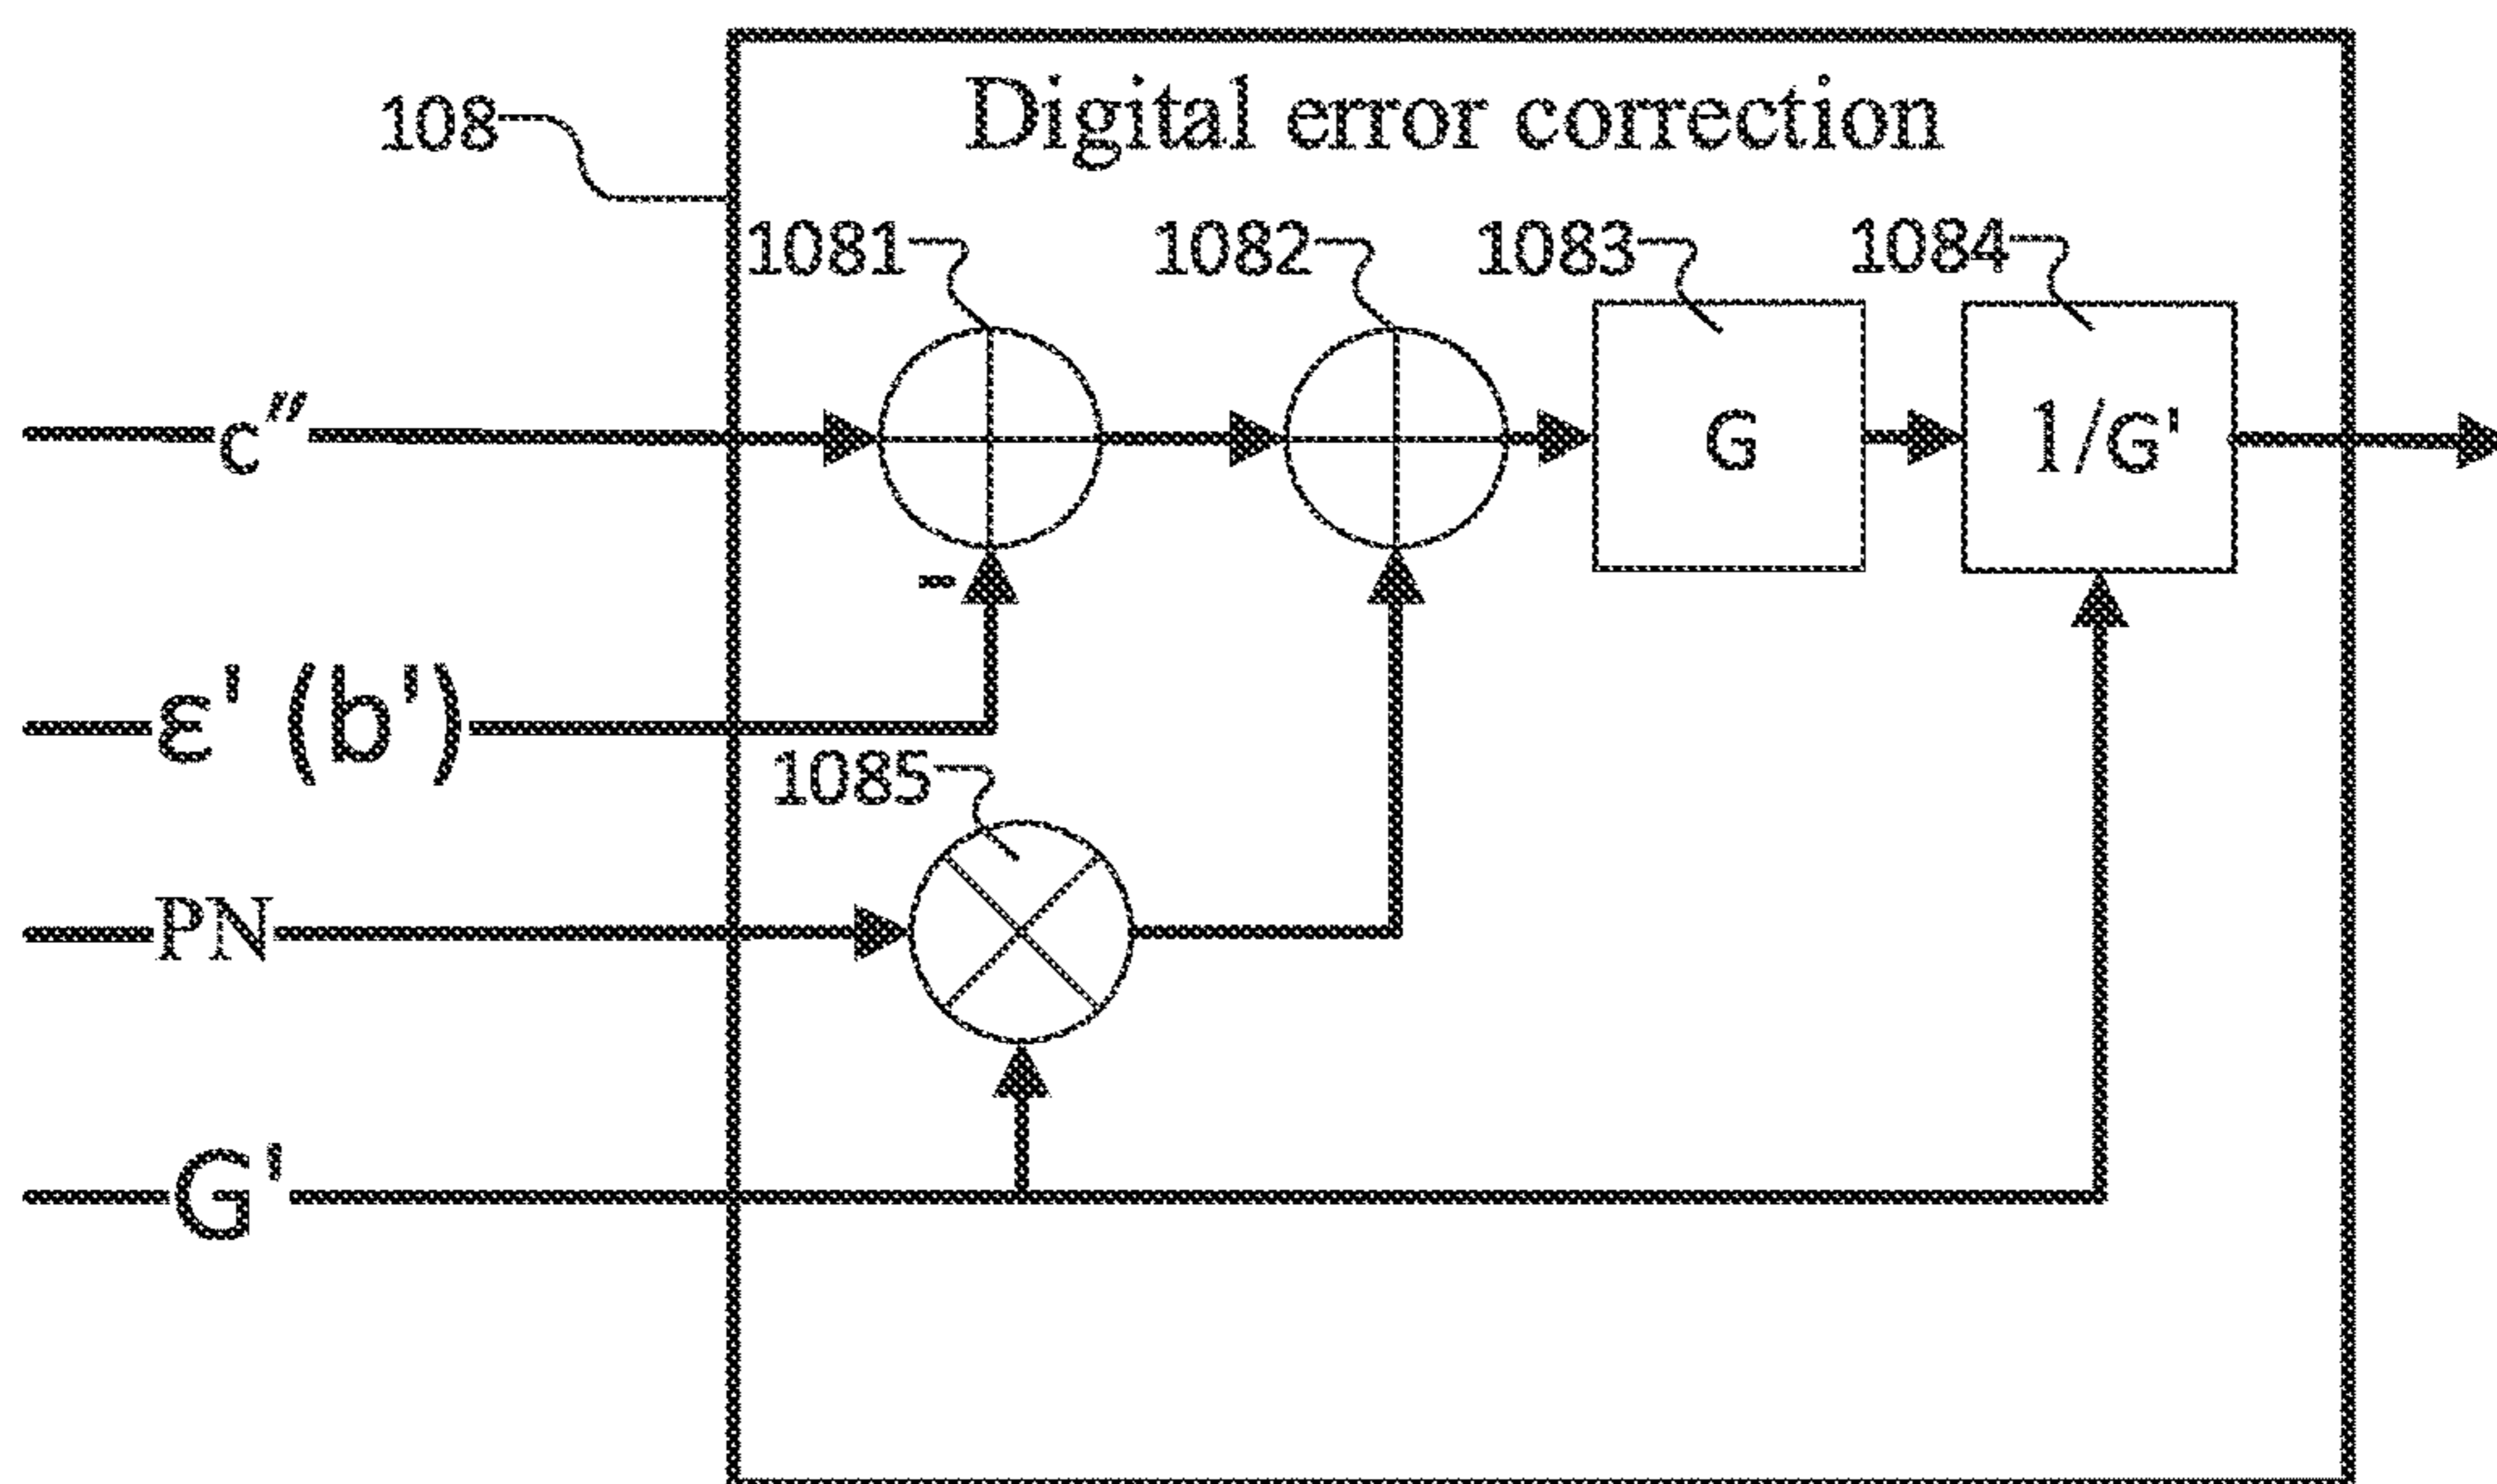 Digital error correction
108
1081
1082
1083
1084
c″
G
1/G'
-
ε' (b')
1085
PN
G'